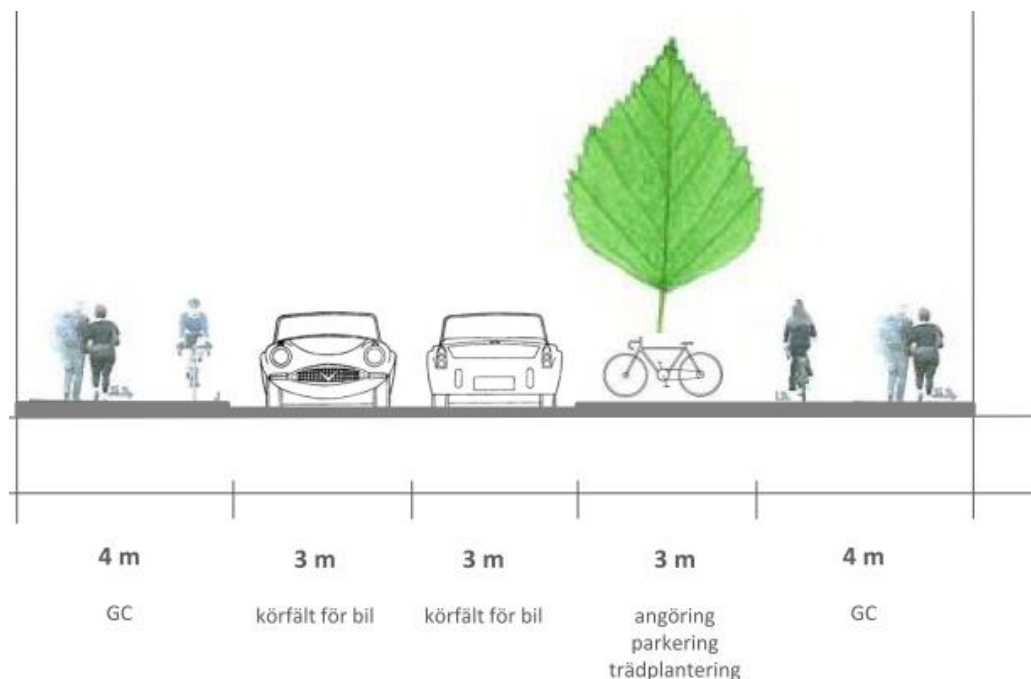 4 m
3 m
3 m
3 m
4 m
GC
körfält för bil
körfält för bil
angöring
parkering
trädplantering
GC